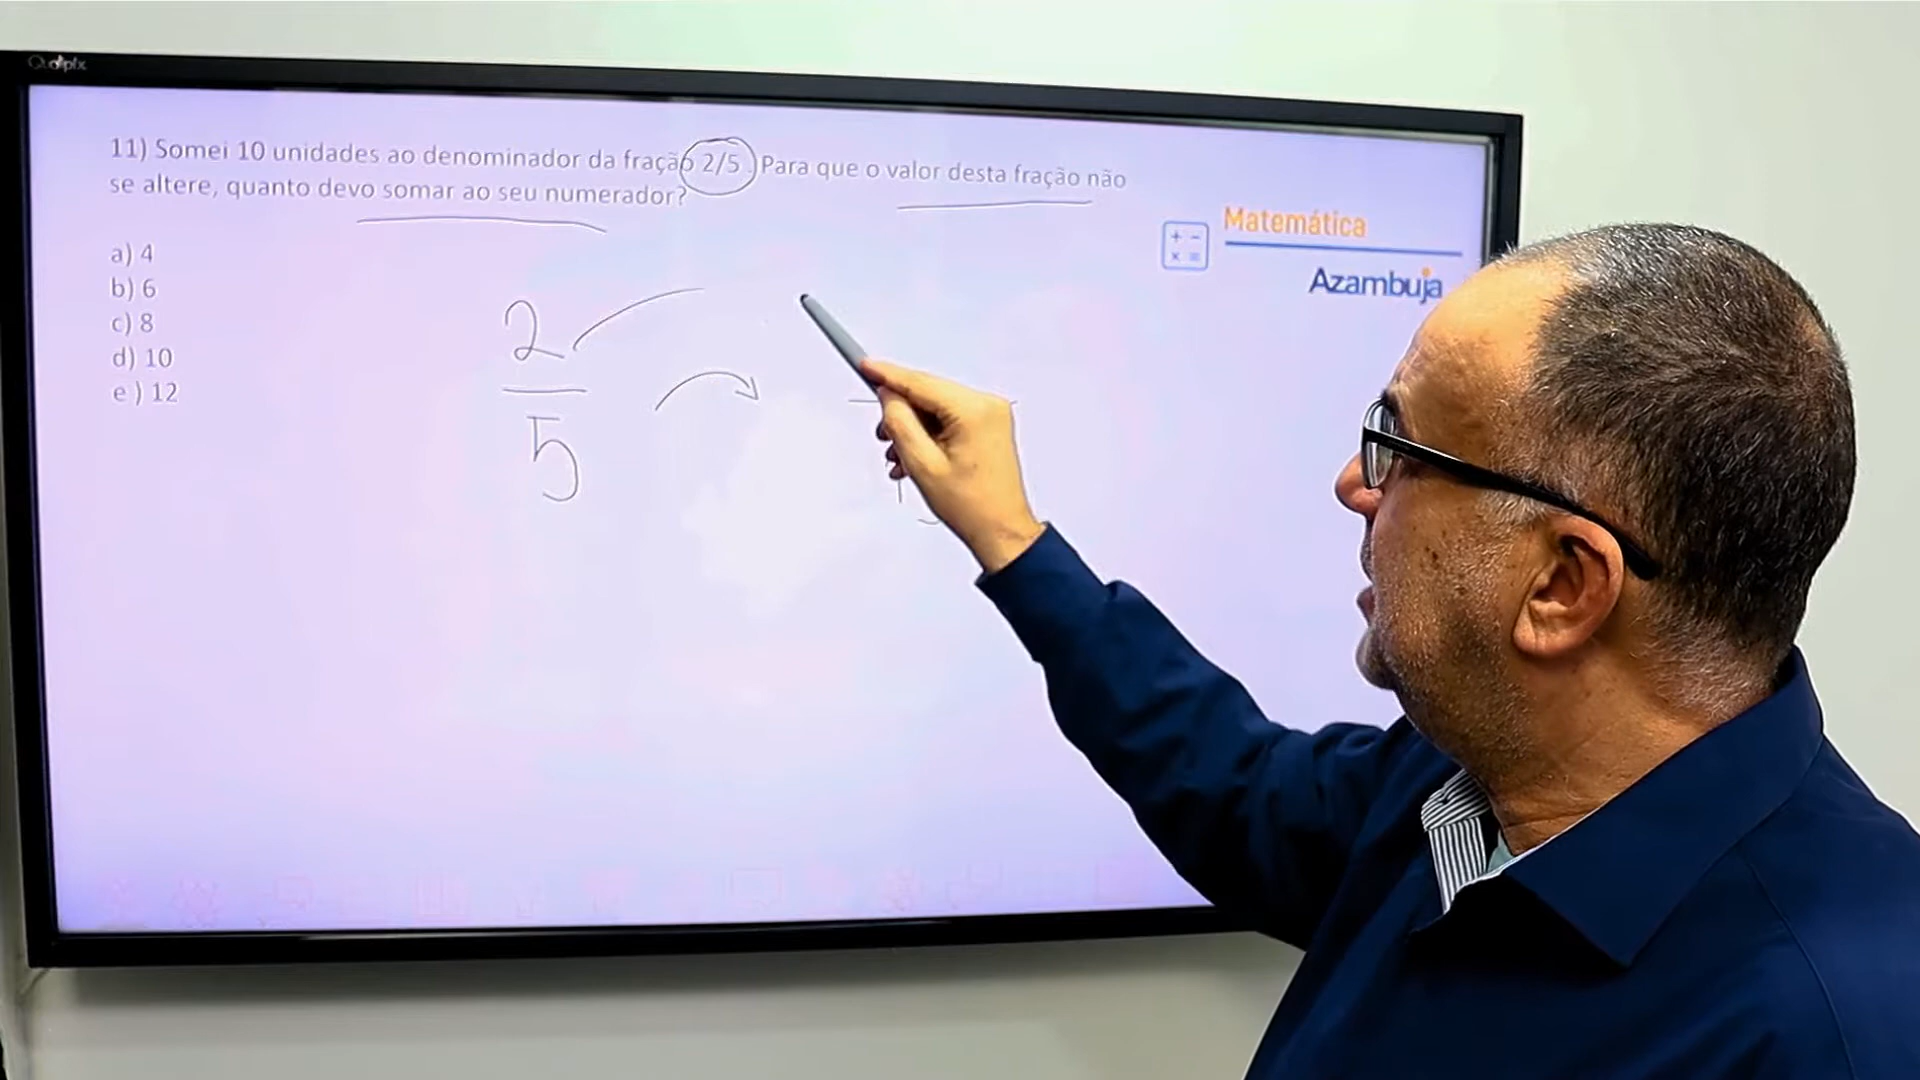 11) Somei 10 unidades ao denominador da fração 2/5 . Para que o valor desta fração não
se altere, quanto devo somar ao seu numerador?
Matemática
Azambuja
a) 4
b) 6
c) 8
d) 10
e ) 12
2
5